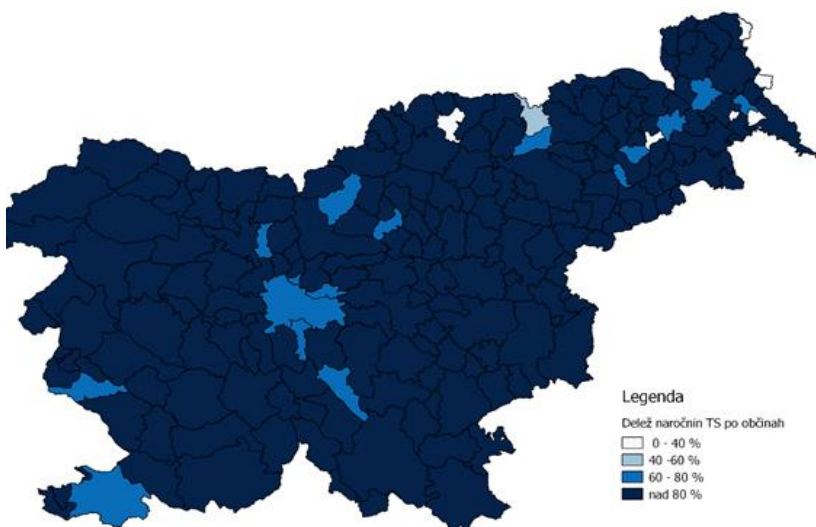 Legenda
Delež naročnin TS po občinah
0 - 40 %
40 -60 %
60 - 80 %
nad 80 %